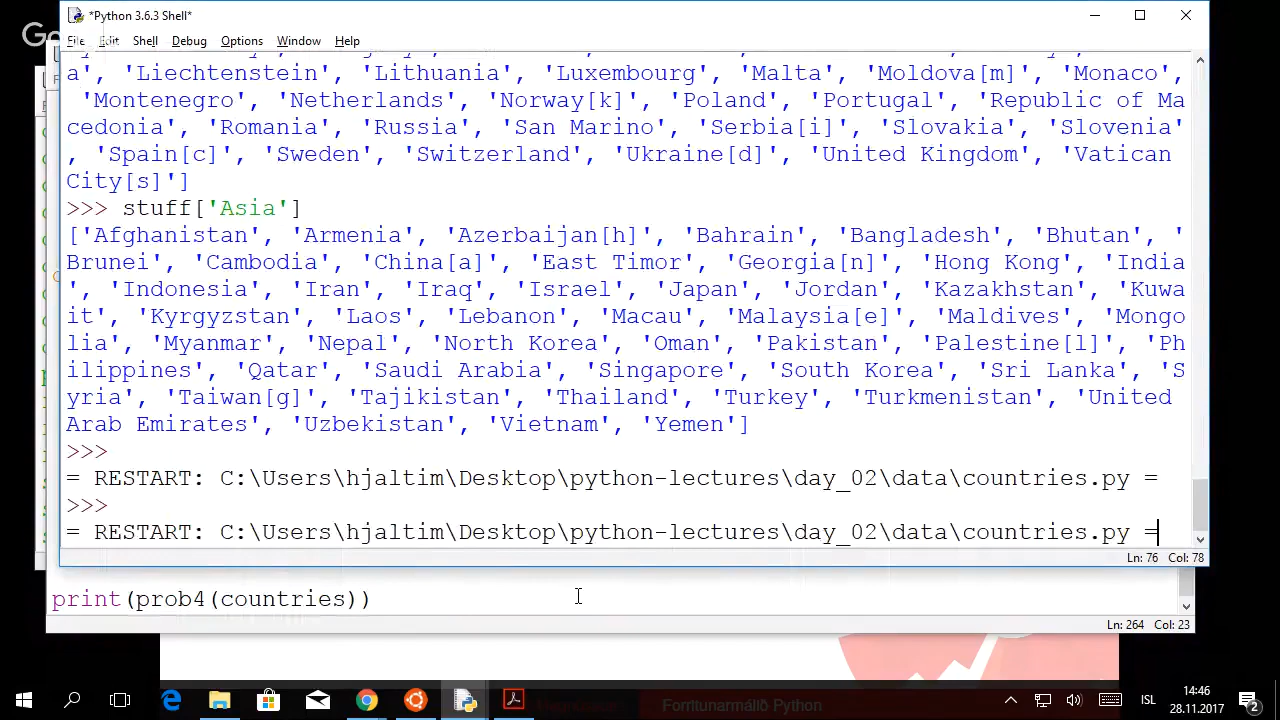 *Python 3.6.3 Shell*
File Edit Shell Debug Options Window Help
a', 'Liechtenstein', 'Lithuania', 'Luxembourg', 'Malta', 'Moldova[m]', 'Monaco',
'Montenegro', 'Netherlands', 'Norway[k]', 'Poland', 'Portugal', 'Republic of Ma
cedonia', 'Romania', 'Russia', 'San Marino', 'Serbia[i]', 'Slovakia', 'Slovenia'
, 'Spain[c]', 'Sweden', 'Switzerland', 'Ukraine[d]', 'United Kingdom', 'Vatican
City[s]']
>>> stuff['Asia']
['Afghanistan', 'Armenia', 'Azerbaijan[h]', 'Bahrain', 'Bangladesh', 'Bhutan', '
Brunei', 'Cambodia', 'China[a]', 'East Timor', 'Georgia[n]', 'Hong Kong', 'India
', 'Indonesia', 'Iran', 'Iraq', 'Israel', 'Japan', 'Jordan', 'Kazakhstan', 'Kuwa
it', 'Kyrgyzstan', 'Laos', 'Lebanon', 'Macau', 'Malaysia[e]', 'Maldives', 'Mongo
lia', 'Myanmar', 'Nepal', 'North Korea', 'Oman', 'Pakistan', 'Palestine[l]', 'Ph
ilippines', 'Qatar', 'Saudi Arabia', 'Singapore', 'South Korea', 'Sri Lanka', 'S
yria', 'Taiwan[g]', 'Tajikistan', 'Thailand', 'Turkey', 'Turkmenistan', 'United
Arab Emirates', 'Uzbekistan', 'Vietnam', 'Yemen']
>>>
= RESTART: C:\Users\hjaltim\Desktop\python-lectures\day_02\data\countries.py =
>>>
= RESTART: C:\Users\hjaltim\Desktop\python-lectures\day_02\data\countries.py =
Ln: 76 Col: 78
print(prob4(countries))
Ln: 264 Col: 23
Forritunarmálið Python
ÍSL
14:46
28.11.2017
2